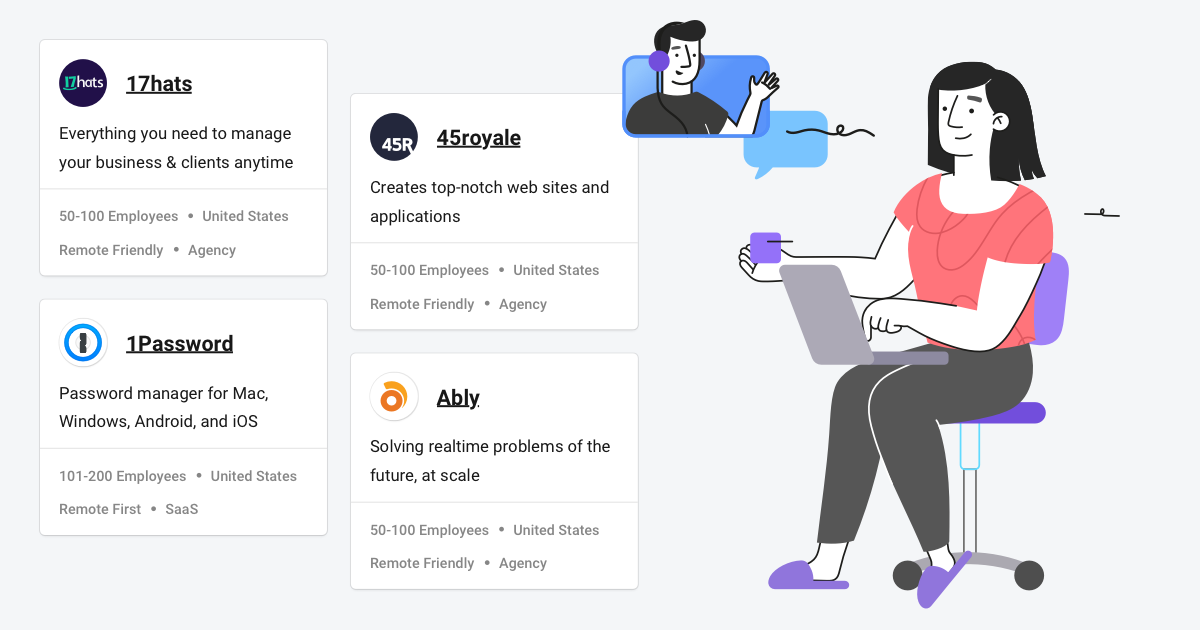 17hats
17hats
Everything you need to manage
your business & clients anytime
50-100 Employees • United States
Remote Friendly • Agency
1Password
Password manager for Mac,
Windows, Android, and iOS
101-200 Employees • United States
Remote First • SaaS
45R
45royale
Creates top-notch web sites and
applications
50-100 Employees • United States
Remote Friendly • Agency
Ably
Solving realtime problems of the
future, at scale
50-100 Employees • United States
Remote Friendly • Agency